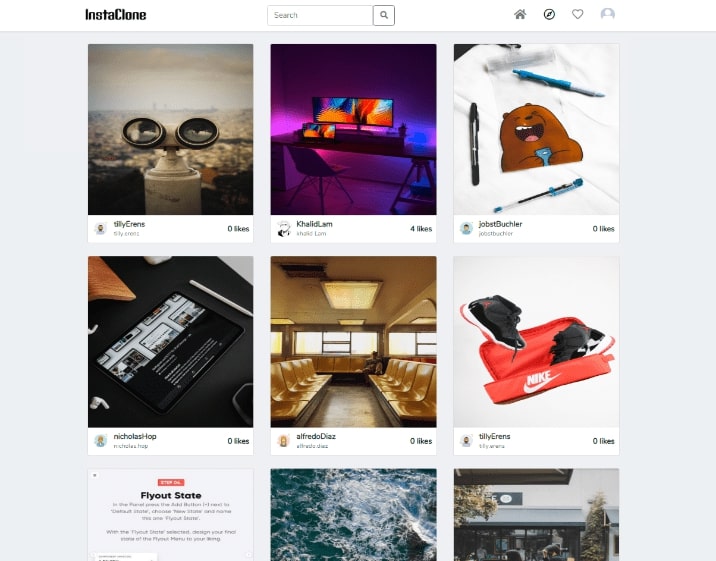 InstaClone
Search
tillyErens
tilly.erens
0 likes
KhalidLam
khalid Lam
4 likes
jobstBuchler
jobstbuchler
0 likes
nicholasHop
nicholas.hop
0 likes
alfredoDiaz
alfredo.diaz
0 likes
NIKE
tillyErens
tilly.erens
0 likes
STEP 04
Flyout State
In the Panel press the Add Button (+) next to
'Default State', choose 'New State' and name
this one 'Flyout State'.
With the 'Flyout State' selected, design your final
state of the Flyout Menu to your liking.